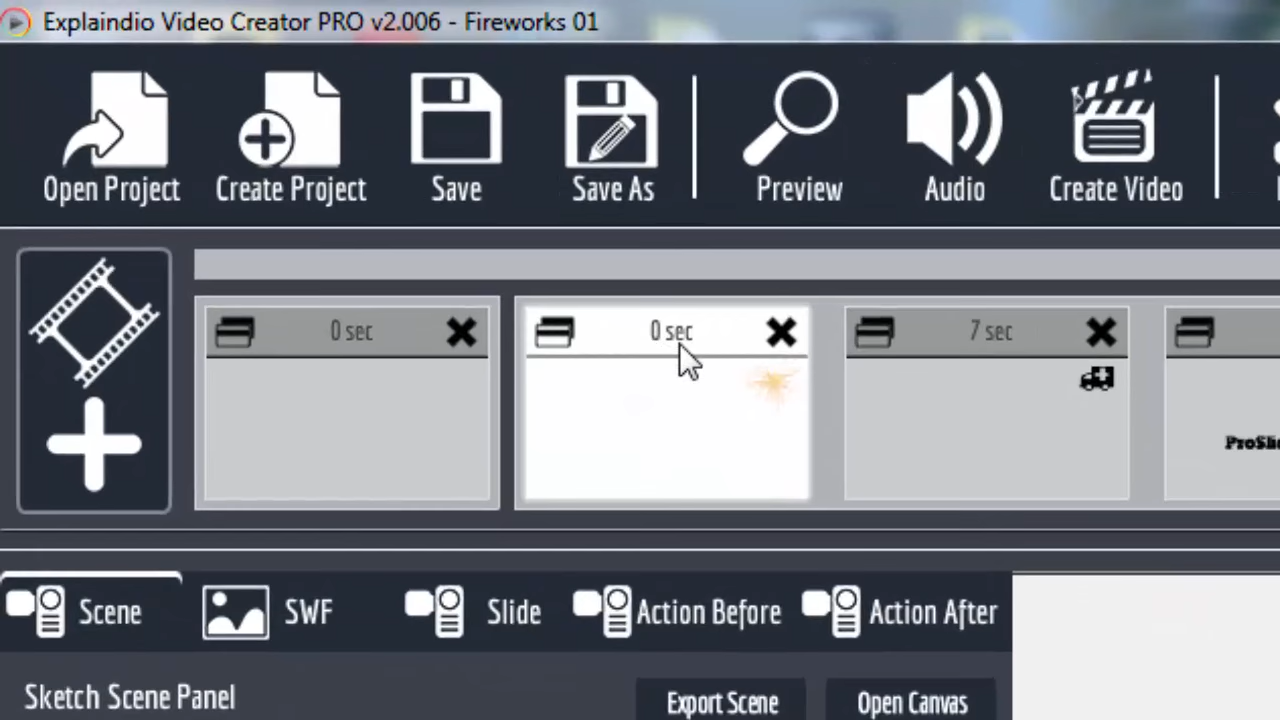 Explaindio Video Creator PRO v2.006 - Fireworks 01
Open Project Create Project Save Save As Preview Audio Create Video
0 sec 0 sec 7 sec
Scene SWF Slide Action Before Action After
Sketch Scene Panel Export Scene Open Canvas